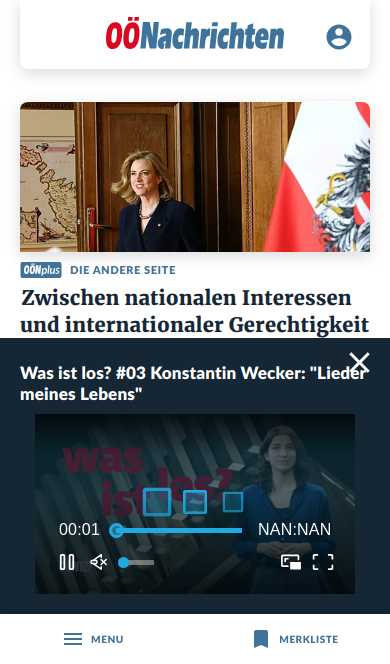 OÖNachrichten
OÖNplus DIE ANDERE SEITE
Zwischen nationalen Interessen
und internationaler Gerechtigkeit
Was ist los? #03 Konstantin Wecker: "Lieder
meines Lebens"
was
ist los?
00:01 NAN:NAN
MENU MERKLISTE